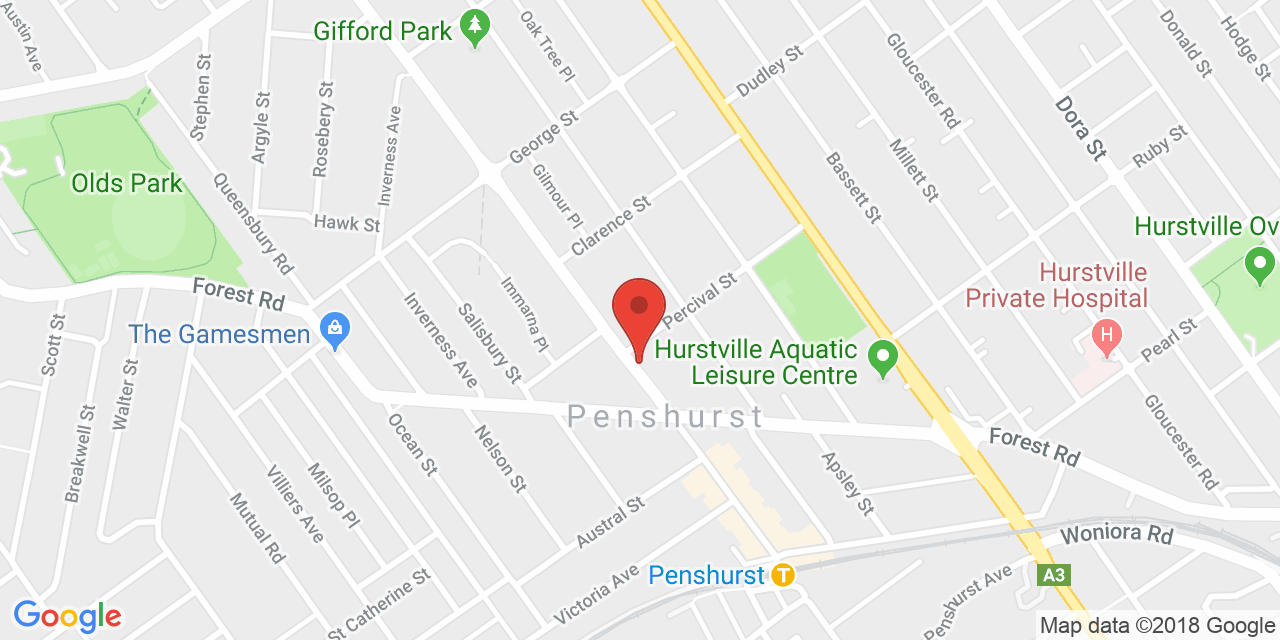 Austin Ave
Gifford Park
Oak Tree Pl
Stephen St
Argyle St
Rosebery St
Inverness Ave
George St
Dudley St
Gloucester Rd
Donald St
Hodge St
Dora St
Ruby St
Bassett St
Millett St
Olds Park
Queensbury Rd
Hawk St
Gilmour Pl
Clarence St
Hurstville Ov
Forest Rd
Hurstville
Private Hospital
H
Percival St
Immarna Pl
Salisbury St
Inverness Ave
The Gamesmen
Scott St
Walter St
Breakwell St
Hurstville Aquatic
Leisure Centre
Pearl St
Penshurst
Gloucester Rd
Forest Rd
Ocean St
Nelson St
Apsley St
Milsop Pl
Villiers Ave
Mutual Rd
Austral St
Woniora Rd
Penshurst
T
A3
Victoria Ave
St Catherine St
Penshurst Ave
Google
Map data ©2018 Google